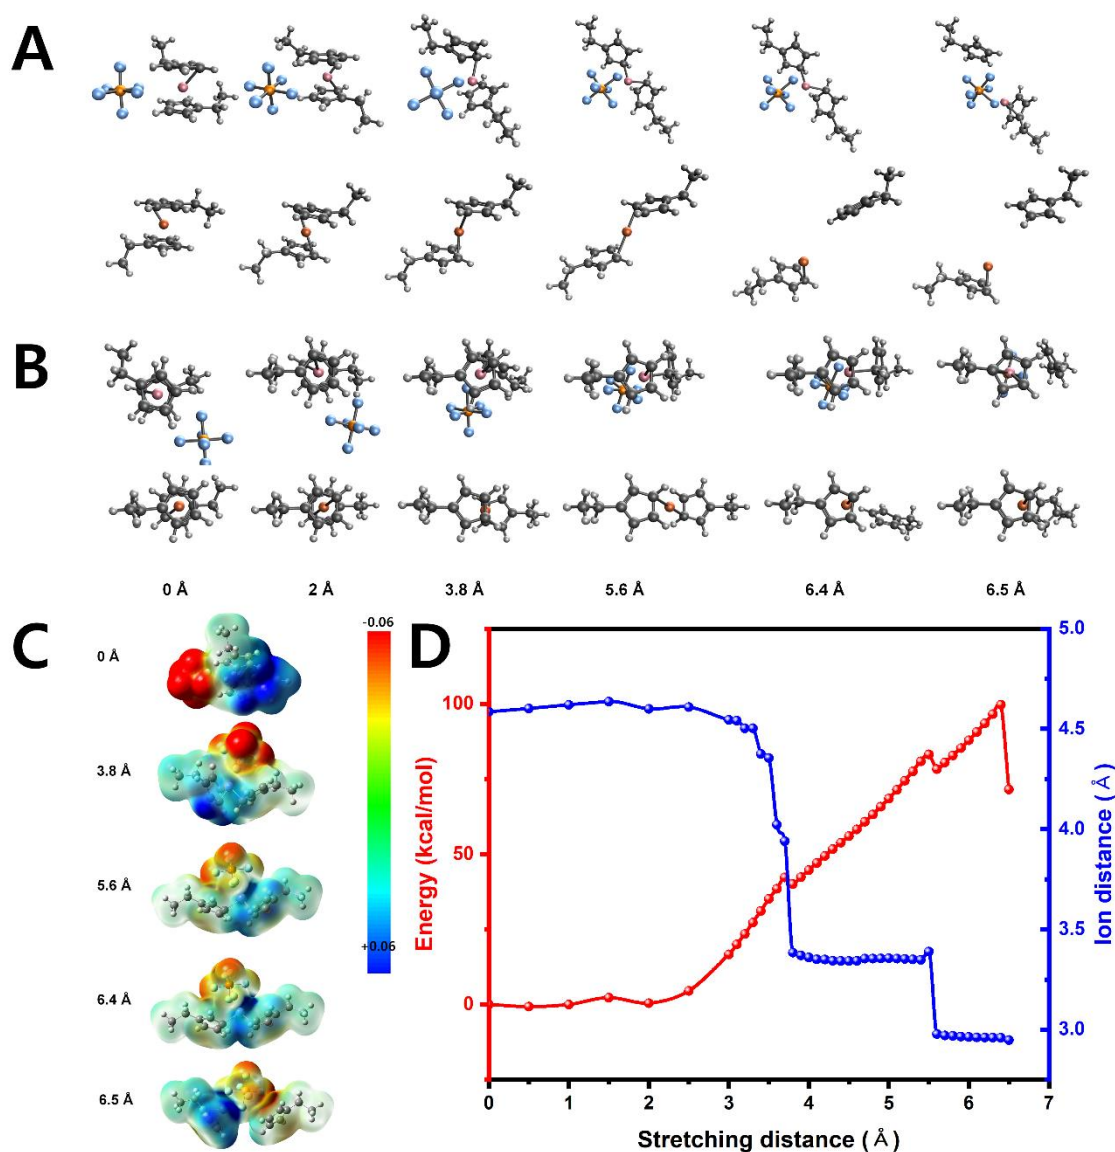 A
B
0 Å 2 Å 3.8 Å 5.6 Å 6.4 Å 6.5 Å
C
D
0 Å
3.8 Å
5.6 Å
6.4 Å
6.5 Å
-0.06
+0.06
Energy (kcal/mol)
100
50
0
0 1 2 3 4 5 6 7
Stretching distance (Å)
5.0
4.5
4.0
3.5
3.0
Ion distance (Å)